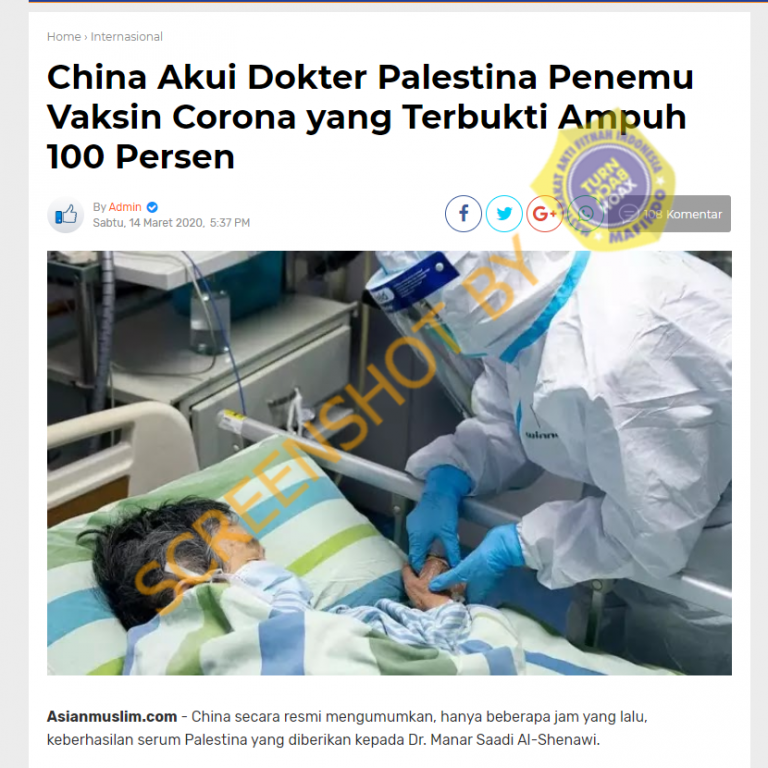 Home › Internasional
China Akui Dokter Palestina Penemu
Vaksin Corona yang Terbukti Ampuh
100 Persen
By Admin
Sabtu, 14 Maret 2020, 5:37 PM
Komentar
MASYARAKAT ANTI FITNAH INDONESIA
TURN
BACK
HOAX
MAFINDO
SCREENSHOT BY
Asianmuslim.com - China secara resmi mengumumkan, hanya beberapa jam yang lalu,
keberhasilan serum Palestina yang diberikan kepada Dr. Manar Saadi Al-Shenawi.